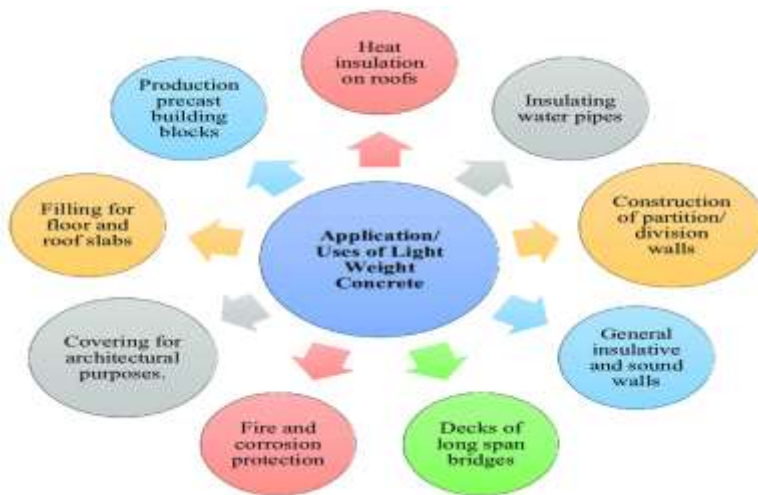 Application/
Uses of Light
Weight
Concrete
Heat
insulation
on roofs
Insulating
water pipes
Construction
of partition/
division
walls
General
insulative
and sound
walls
Decks of
long span
bridges
Fire and
corrosion
protection
Covering for
architectural
purposes.
Filling for
floor and
roof slabs
Production
precast
building
blocks